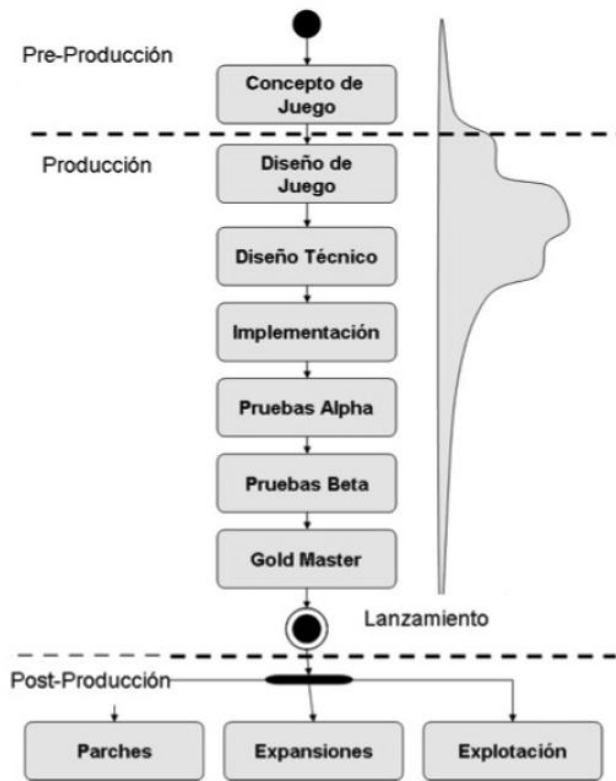 Pre-Producción
Concepto de
Juego
Producción
Diseño de
Juego
Diseño Técnico
Implementación
Pruebas Alpha
Pruebas Beta
Gold Master
Lanzamiento
Post-Producción
Parches
Expansiones
Explotación